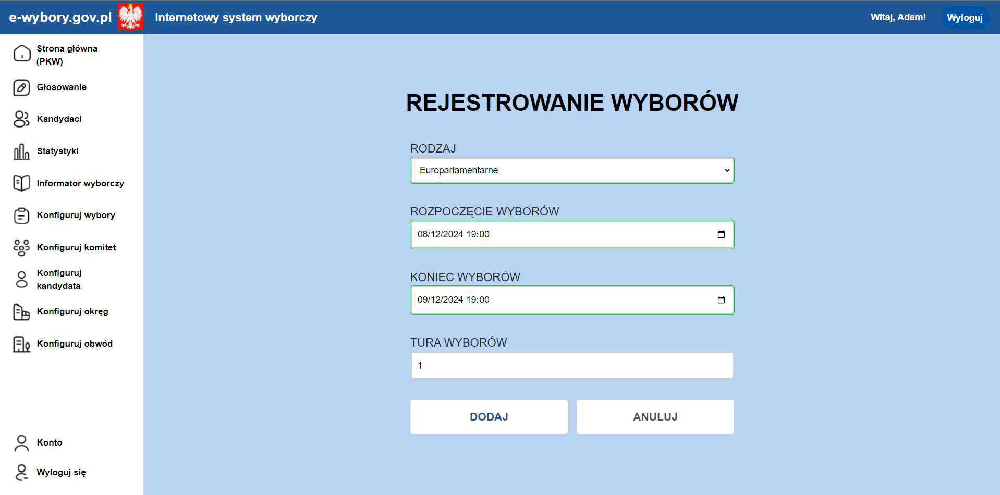 e-wybory.gov.pl
Internetowy system wyborczy
Witaj, Adam!
Wyloguj
Strona główna
(PKW)
Głosowanie
Kandydaci
Statystyki
Informator wyborczy
Konfiguruj wybory
Konfiguruj komitet
Konfiguruj
kandydata
Konfiguruj okręg
Konfiguruj obwód
Konto
Wyloguj się
REJESTROWANIE WYBORÓW
RODZAJ
Europarlamentarne
ROZPOCZĘCIE WYBORÓW
08/12/2024 19:00
KONIEC WYBORÓW
09/12/2024 19:00
TURA WYBORÓW
1
DODAJ
ANULUJ